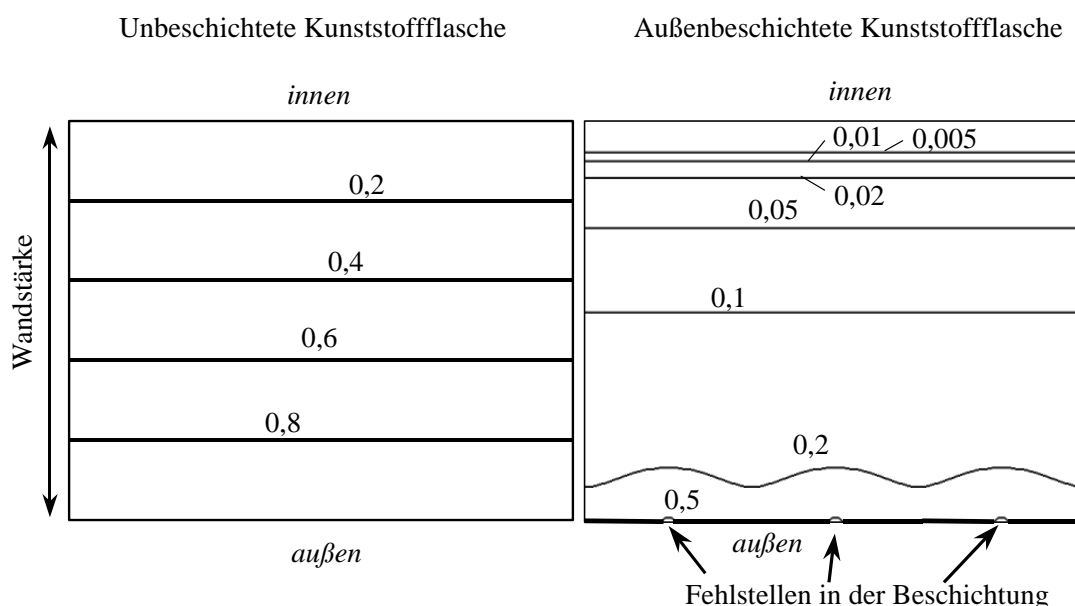 Unbeschichtete Kunststoffflasche
Außenbeschichtete Kunststoffflasche
innen
innen
Wandstärke
0,2
0,4
0,6
0,8
außen
0,01
0,005
0,02
0,05
0,1
0,2
0,5
außen
Fehlstellen in der Beschichtung